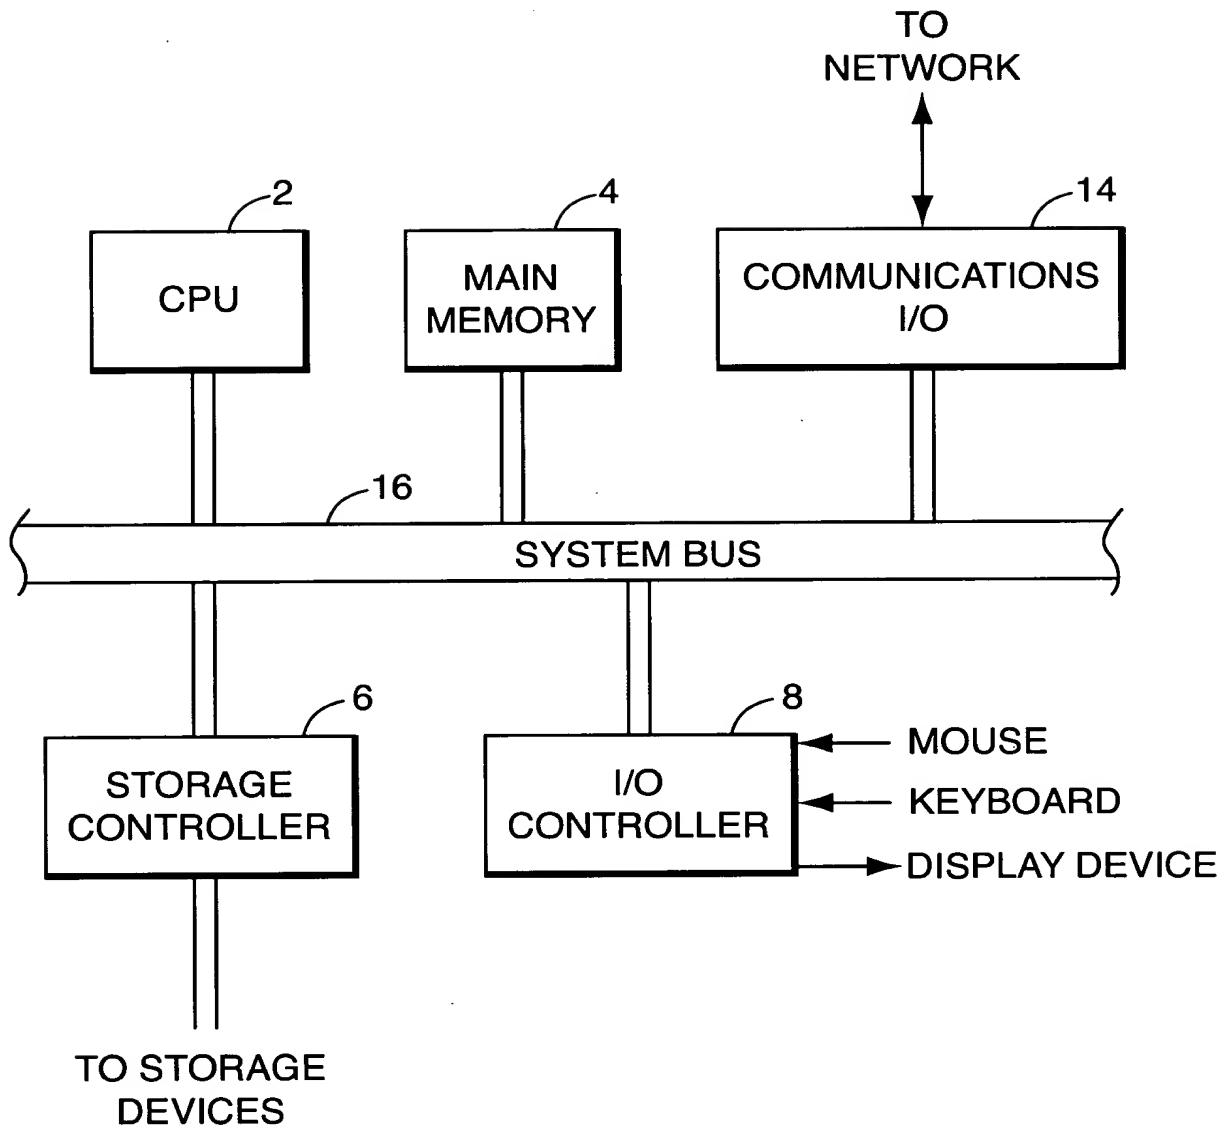 TO
NETWORK
2
4
14
CPU
MAIN
MEMORY
COMMUNICATIONS
I/O
16
SYSTEM BUS
6
8
STORAGE
CONTROLLER
I/O
CONTROLLER
MOUSE
KEYBOARD
DISPLAY DEVICE
TO STORAGE
DEVICES